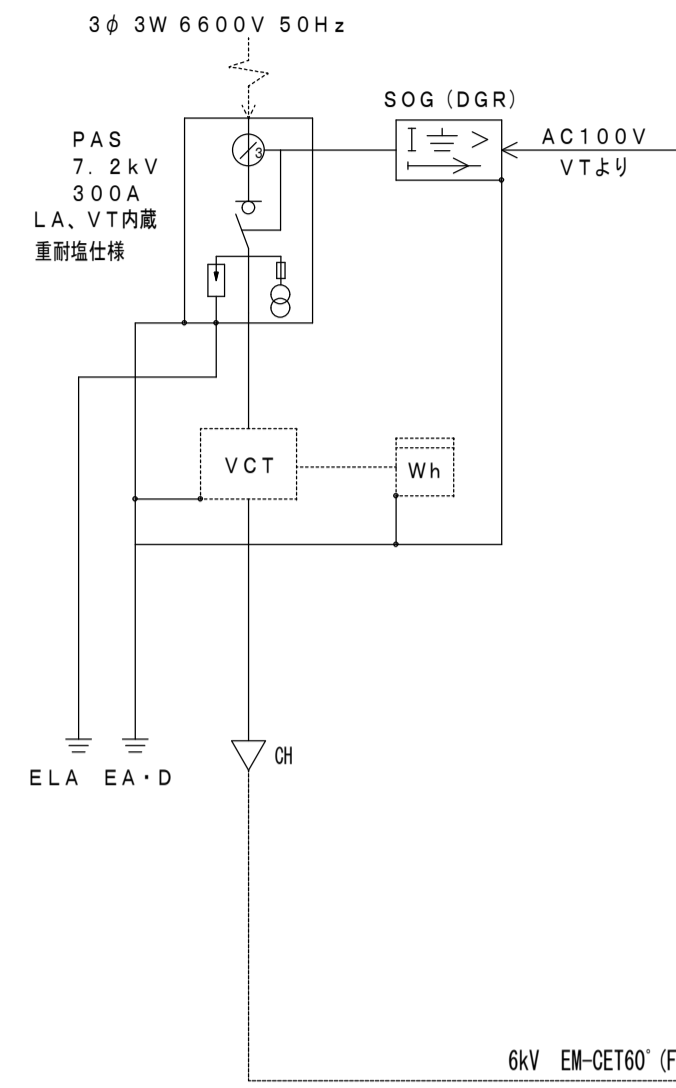 3φ 3W 6600V 50Hz
SOG(DGR)
PAS
7.2kV
300A
LA、VT内蔵
重耐塩仕様
3
I
>
AC100V
VTより
VCT
Wh
ELA
EA・D
CH
6kV EM-CET60°(F